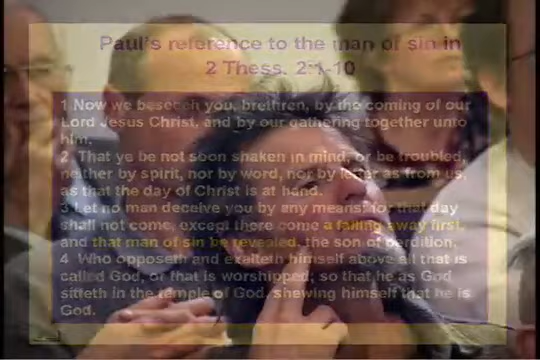 Paul's reference to the man of sin in
2 Thess. 2:1-10
1 Now we beseech you, brethren, by the coming of our
Lord Jesus Christ, and by our gathering together unto
him.
2 That ye be not soon shaken in mind, or be troubled,
neither by spirit, nor by word, nor by letter as from us,
as that the day of Christ is at hand.
3 Let no man deceive you by any means: for that day
shall not come, except there come a falling away first,
and that man of sin be revealed, the son of perdition,
4 Who opposeth and exalteth himself above all that is
called God, or that is worshipped; so that he as God
sitteth in the temple of God, shewing himself that he is
God.